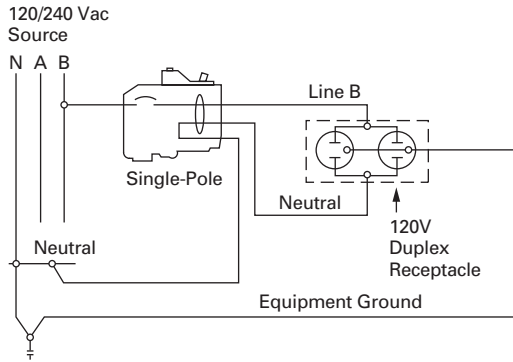 120/240 Vac
Source
N A B
Line B
Single-Pole
Neutral
120V
Duplex
Receptacle
Neutral
Equipment Ground